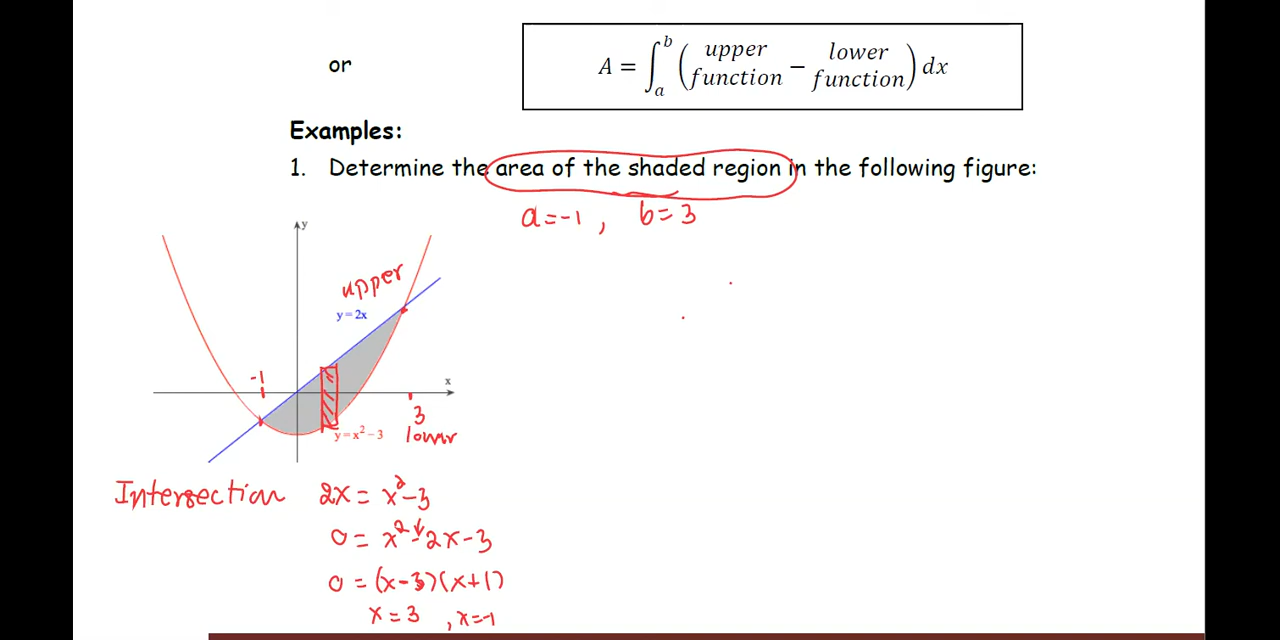 or
A = ∫_a^b (upper function − lower function) dx
Examples:
1. Determine the area of the shaded region in the following figure:
a=-1 , b=3
y
upper
y = 2x
-1
x
3
y = x² − 3
lower
Intersection 2x = x²-3
0 = x²-2x-3
0 = (x-3)(x+1)
x=3 , x=-1